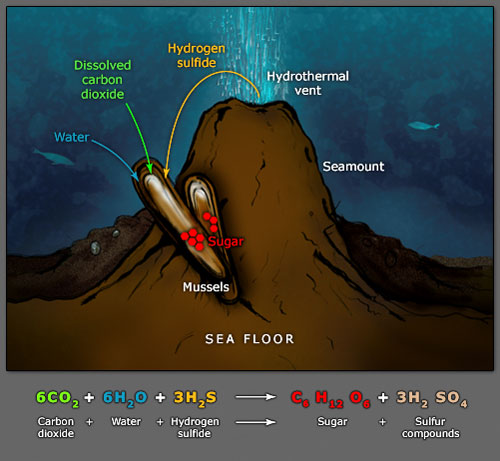 Hydrogen
sulfide
Dissolved
carbon
dioxide
Hydrothermal
vent
Water
Seamount
Sugar
Mussels
SEA FLOOR
6CO₂ + 6H₂O + 3H₂S → C₆ H₁₂ O₆ + 3H₂ SO₄
Carbon dioxide + Water + Hydrogen sulfide → Sugar + Sulfur compounds